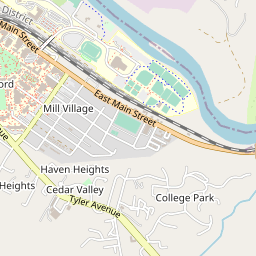 District
Main Street
ord
Mill Village
East Main Street
Haven Heights
Heights
Cedar Valley
College Park
Tyler Avenue